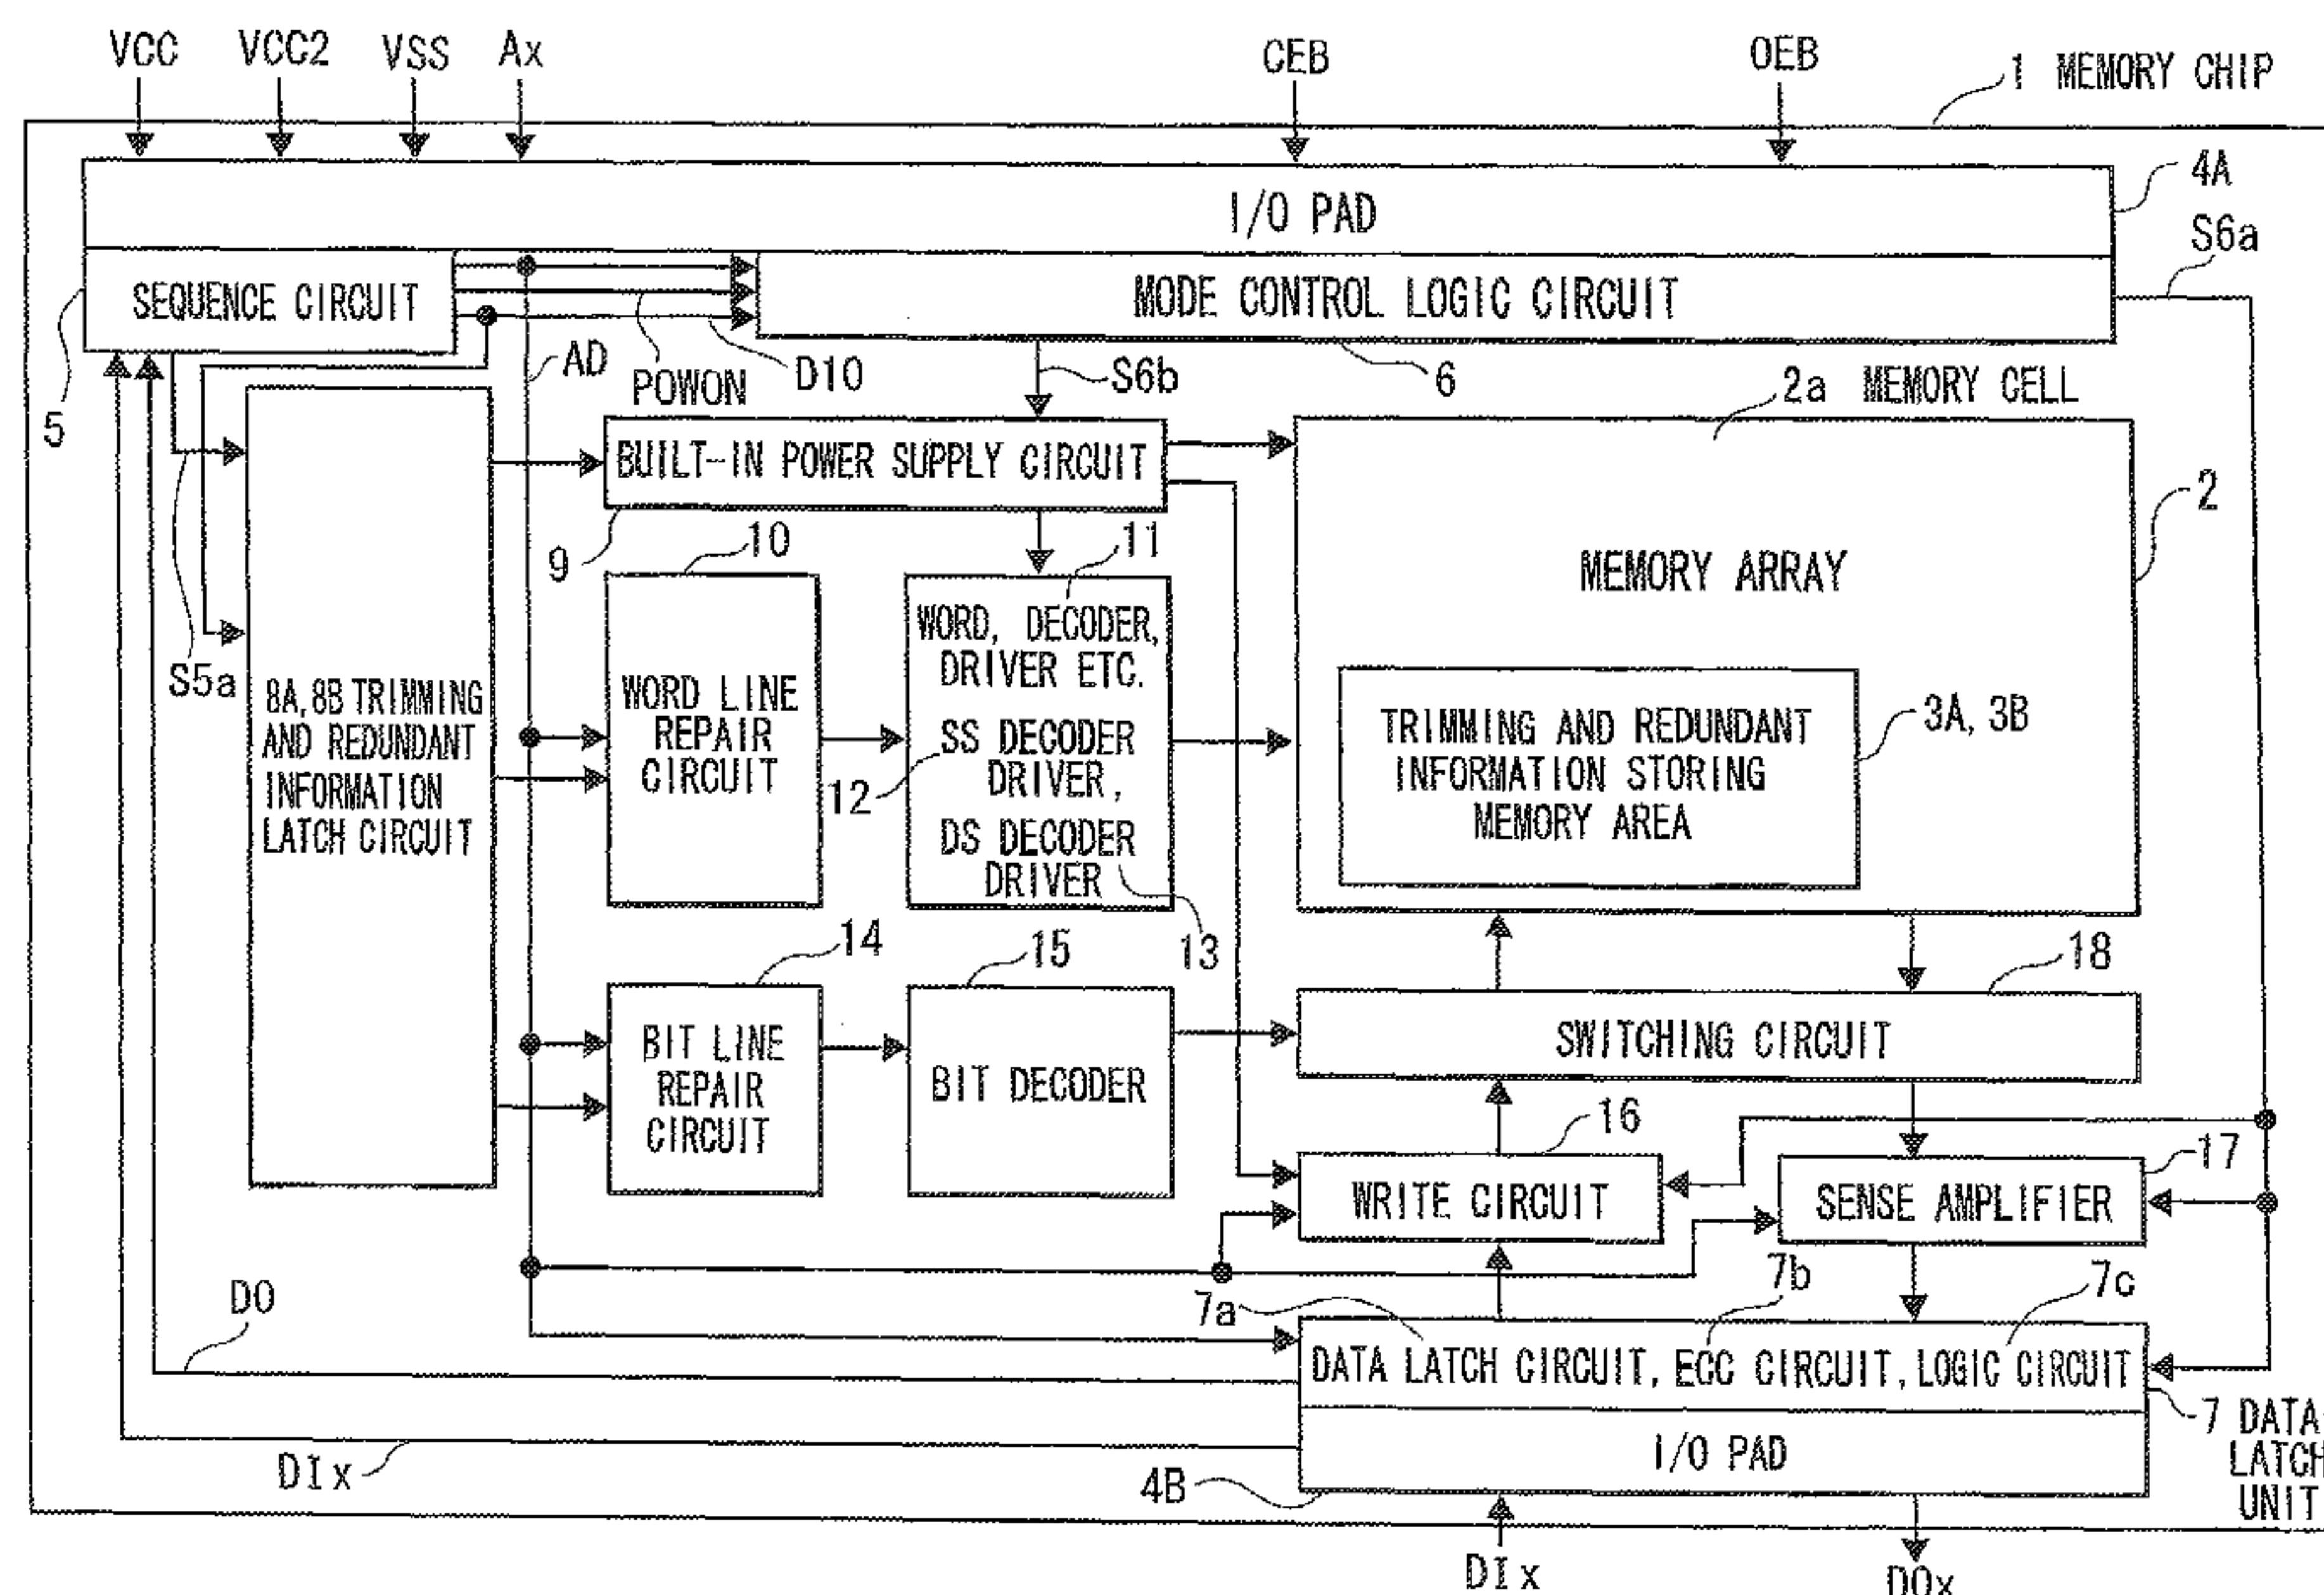 VCC
VCC2
VSS
Ax
CEB
OEB
1 MEMORY CHIP
I/O PAD
4A
S6a
SEQUENCE CIRCUIT
MODE CONTROL LOGIC CIRCUIT
5
AD
POWON
D10
S6b
6
2a MEMORY CELL
BUILT-IN POWER SUPPLY CIRCUIT
9
10
11
2
MEMORY ARRAY
S5a
8A, 8B TRIMMING
AND REDUNDANT
INFORMATION
LATCH CIRCUIT
WORD LINE
REPAIR
CIRCUIT
WORD, DECODER,
DRIVER ETC.
SS DECODER
DRIVER,
12
DS DECODER
DRIVER
13
TRIMMING AND REDUNDANT
INFORMATION STORING
MEMORY AREA
3A, 3B
14
15
18
BIT LINE
REPAIR
CIRCUIT
BIT DECODER
SWITCHING CIRCUIT
16
17
WRITE CIRCUIT
SENSE AMPLIFIER
7a
7b
7c
DO
DATA LATCH CIRCUIT, ECC CIRCUIT, LOGIC CIRCUIT
7 DATA
LATCH
UNIT
I/O PAD
DIx
4B
DIx
DOx